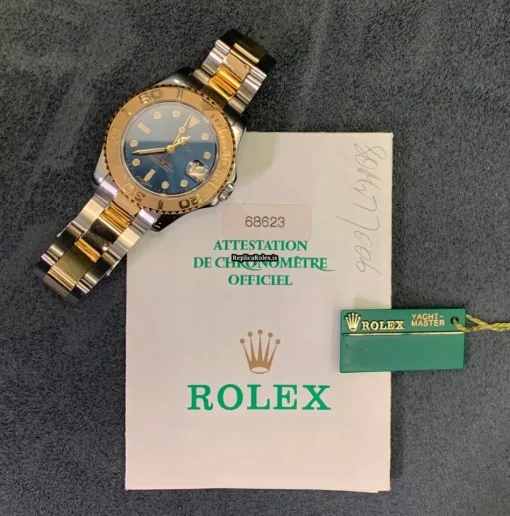 68623
ATTESTATION
DE CHRONOMÈTRE
ReplicaRolex.is
OFFICIEL
ROLEX
ROLEX YACHT-
MASTER